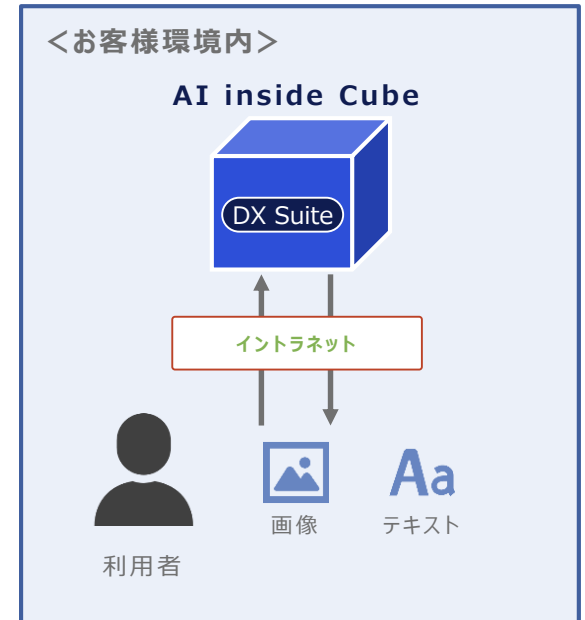 ＜お客様環境内＞
AI inside Cube
DX Suite
イントラネット
Aa
画像
テキスト
利用者